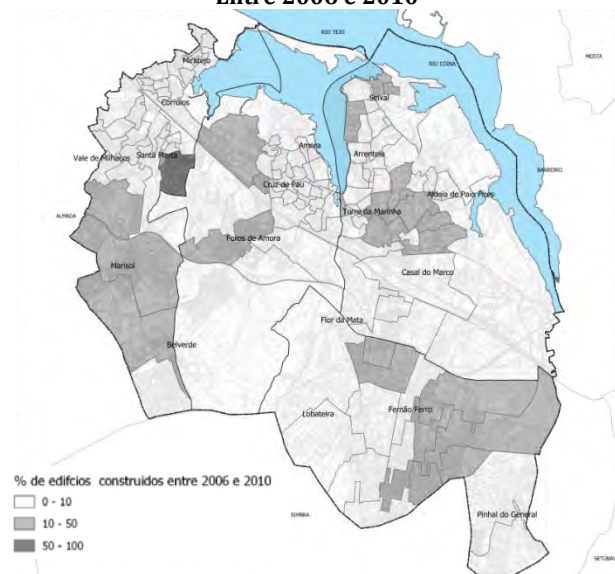 Entre 2006 e 2010
RIO TEJO
MOITA
RIO COINA
Miratejo
Seixal
Corroios
Amora
Arrentela
Vale de Milhaços
Santa Marta
BARREIRO
Cruz de Pau
Aldeia de Paio Pires
ALMADA
Torre da Marinha
Foros de Amora
Marisol
Casal do Marco
Flor da Mata
Belverde
Lobateira
Fernão Ferro
% de edifcios construidos entre 2006 e 2010
0 - 10
10 - 50
50 - 100
SIMBRA
Pinhal do General
SETÚBAL